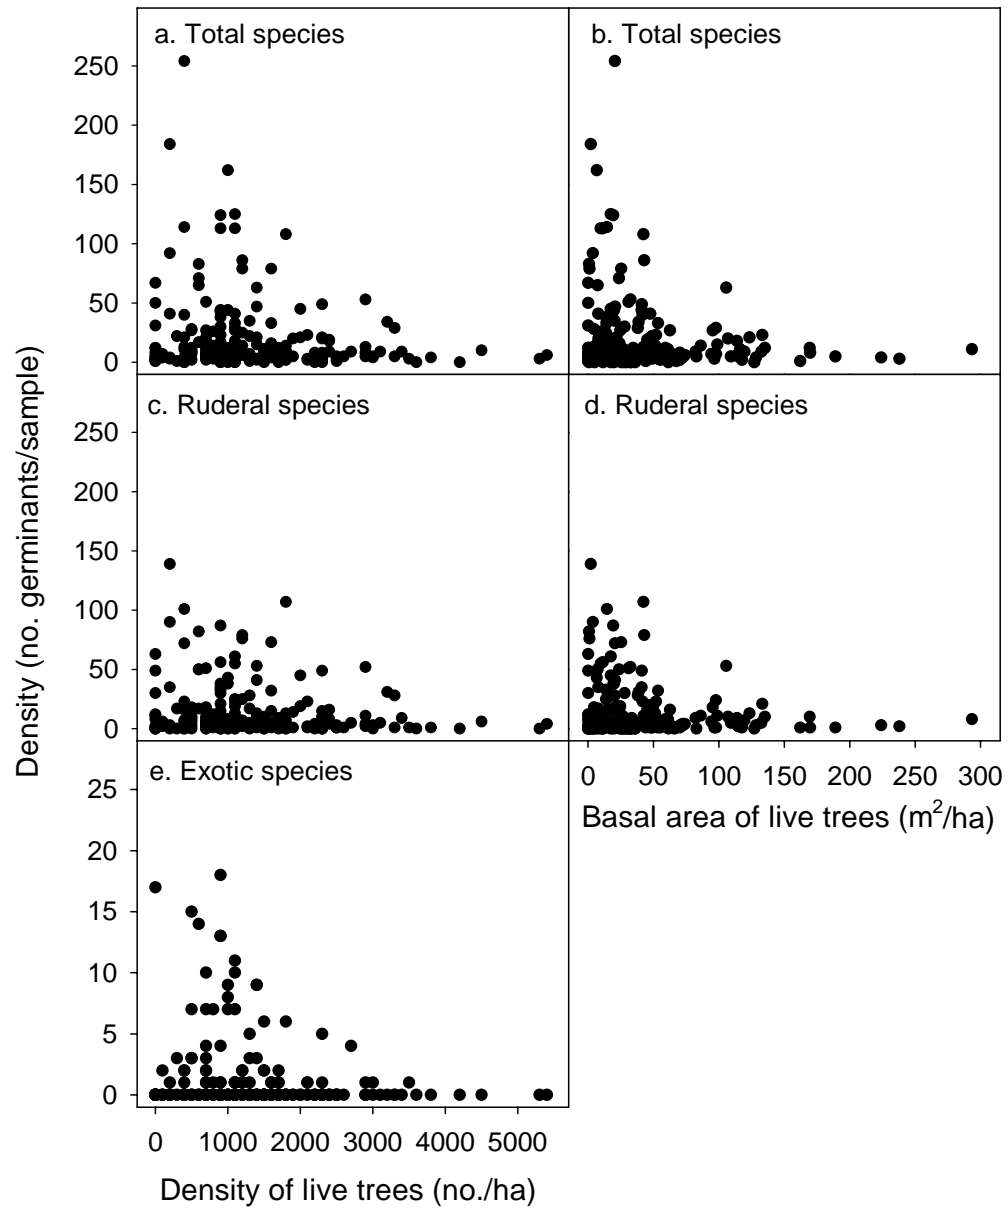 a. Total species
b. Total species
250
200
150
100
50
0
c. Ruderal species
d. Ruderal species
250
200
150
100
50
0
e. Exotic species
25
20
15
10
5
0
0 50 100 150 200 250 300
Basal area of live trees (m²/ha)
0 1000 2000 3000 4000 5000
Density of live trees (no./ha)
Density (no. germinants/sample)